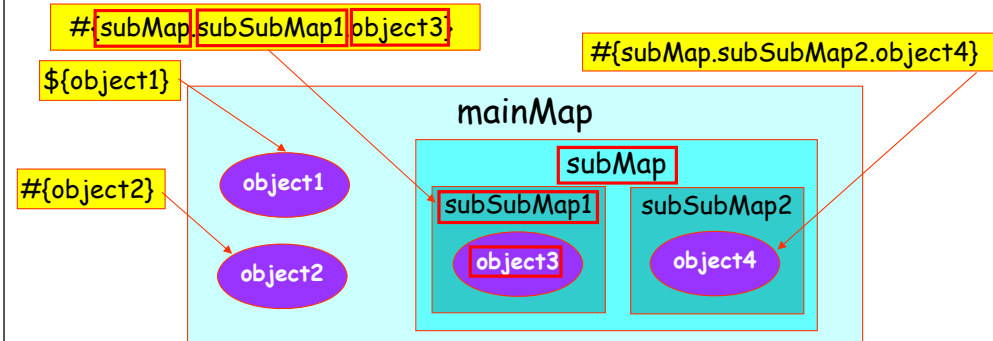 #{subMap.subSubMap1.object3}
#{subMap.subSubMap2.object4}
${object1}
mainMap
subMap
object1
#{object2}
subSubMap1
subSubMap2
object2
object3
object4